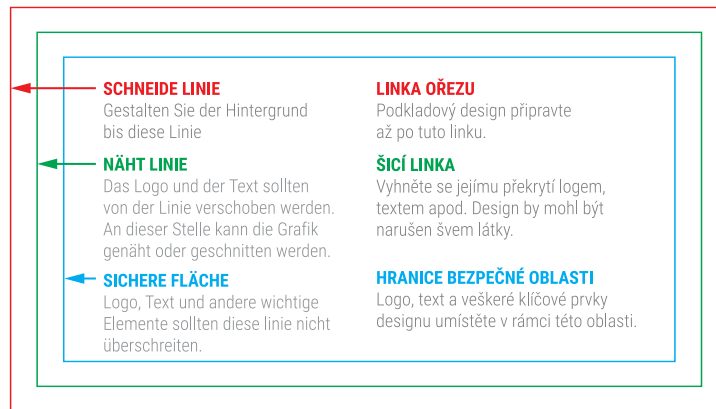 SCHNEIDE LINIE
Gestalten Sie der Hintergrund
bis diese Linie
NÄHT LINIE
Das Logo und der Text sollten
von der Linie verschoben werden.
An dieser Stelle kann die Grafik
genäht oder geschnitten werden.
SICHERE FLÄCHE
Logo, Text und andere wichtige
Elemente sollten diese linie nicht
überschreiten.
LINKA OŘEZU
Podkladový design připravte
až po tuto linku.
ŠICÍ LINKA
Vyhněte se jejímu překrytí logem,
textem apod. Design by mohl být
narušen švem látky.
HRANICE BEZPEČNÉ OBLASTI
Logo, text a veškeré klíčové prvky
designu umístěte v rámci této oblasti.